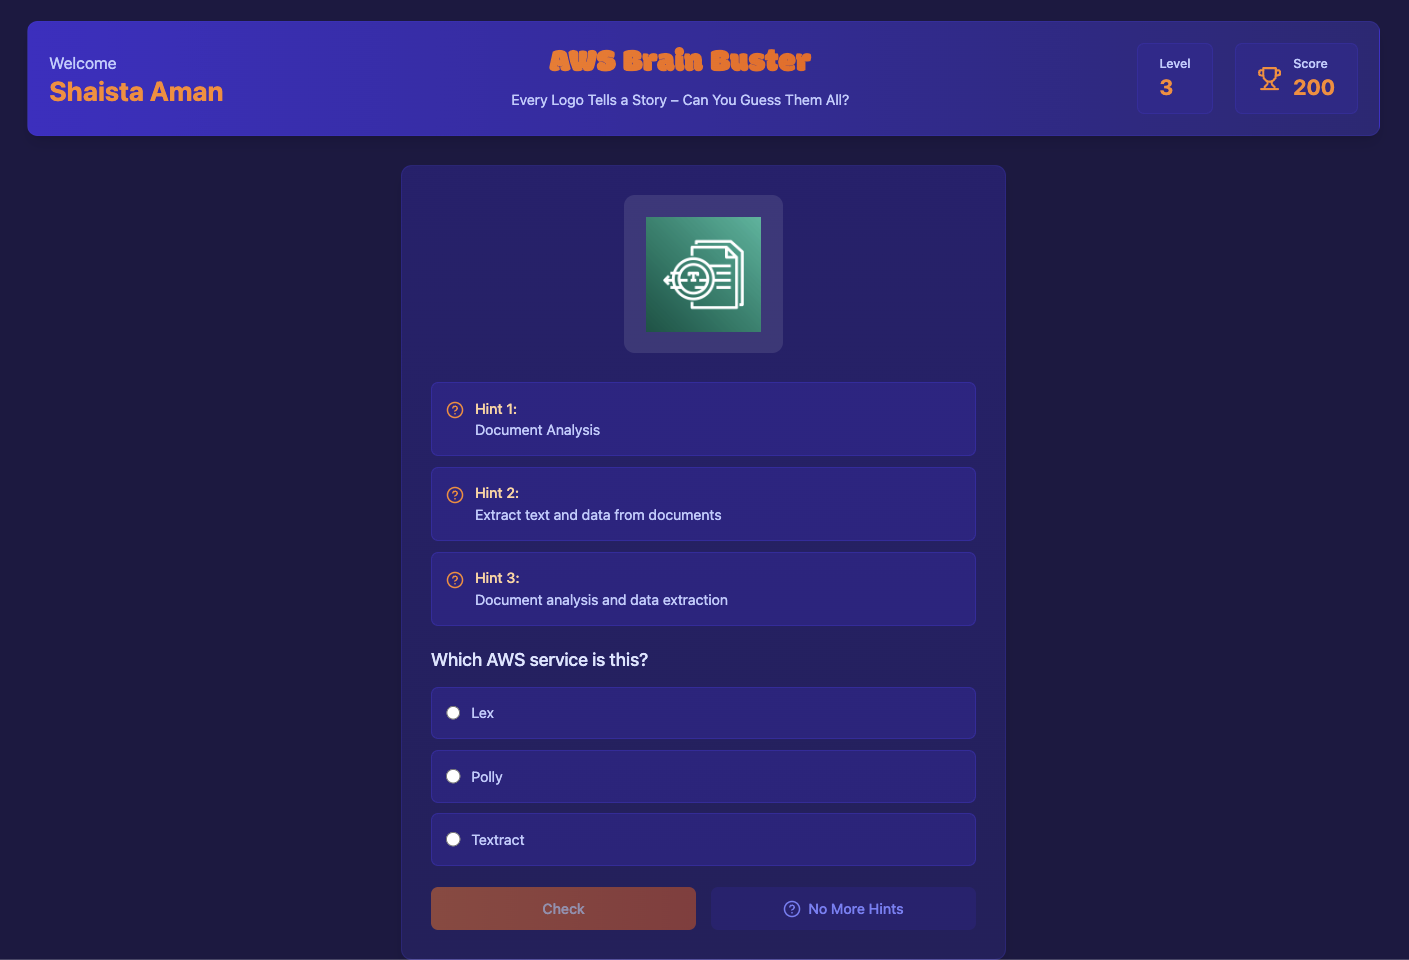 Welcome
Shaista Aman
AWS Brain Buster
Every Logo Tells a Story – Can You Guess Them All?
Level
3
Score
200
T
Hint 1:
Document Analysis
Hint 2:
Extract text and data from documents
Hint 3:
Document analysis and data extraction
Which AWS service is this?
Lex
Polly
Textract
Check
No More Hints